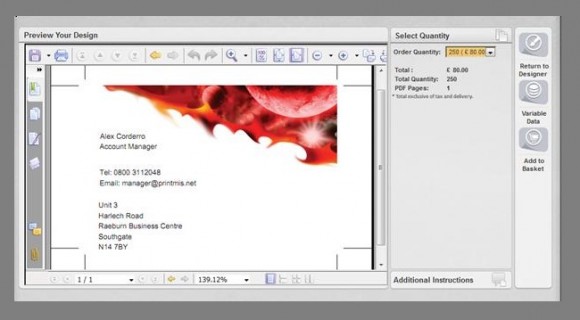 Preview Your Design
Alex Corderro
Account Manager
Tel: 0800 3112048
Email: manager@printmis.net
Unit 3
Harlech Road
Raeburn Business Centre
Southgate
N14 7BY
1 / 1
139.12%
Select Quantity
Order Quantity: 250 ( £ 80.00
Total : £ 80.00
Total Quantity: 250
PDF Pages: 1
* Total exclusive of tax and delivery.
Additional Instructions
Return to
Designer
Variable
Data
Add to
Basket